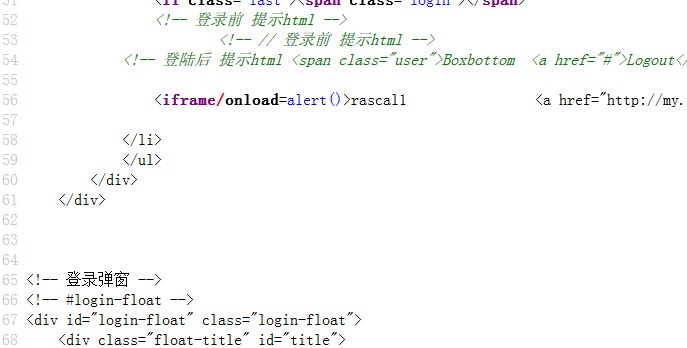 51 <li class="last"><span class="login"></span>
52 <!-- 登录前 提示html -->
53 <!-- // 登录前 提示html -->
54 <!-- 登陆后 提示html <span class="user">Boxbottom <a href="#">Logout</
55
56 <iframe/onload=alert()>rascal1 <a href="http://my.
57
58 </li>
59 </ul>
60 </div>
61 </div>
62
63
64
65 <!-- 登录弹窗 -->
66 <!-- #login-float -->
67 <div id="login-float" class="login-float">
68 <div class="float-title" id="title">